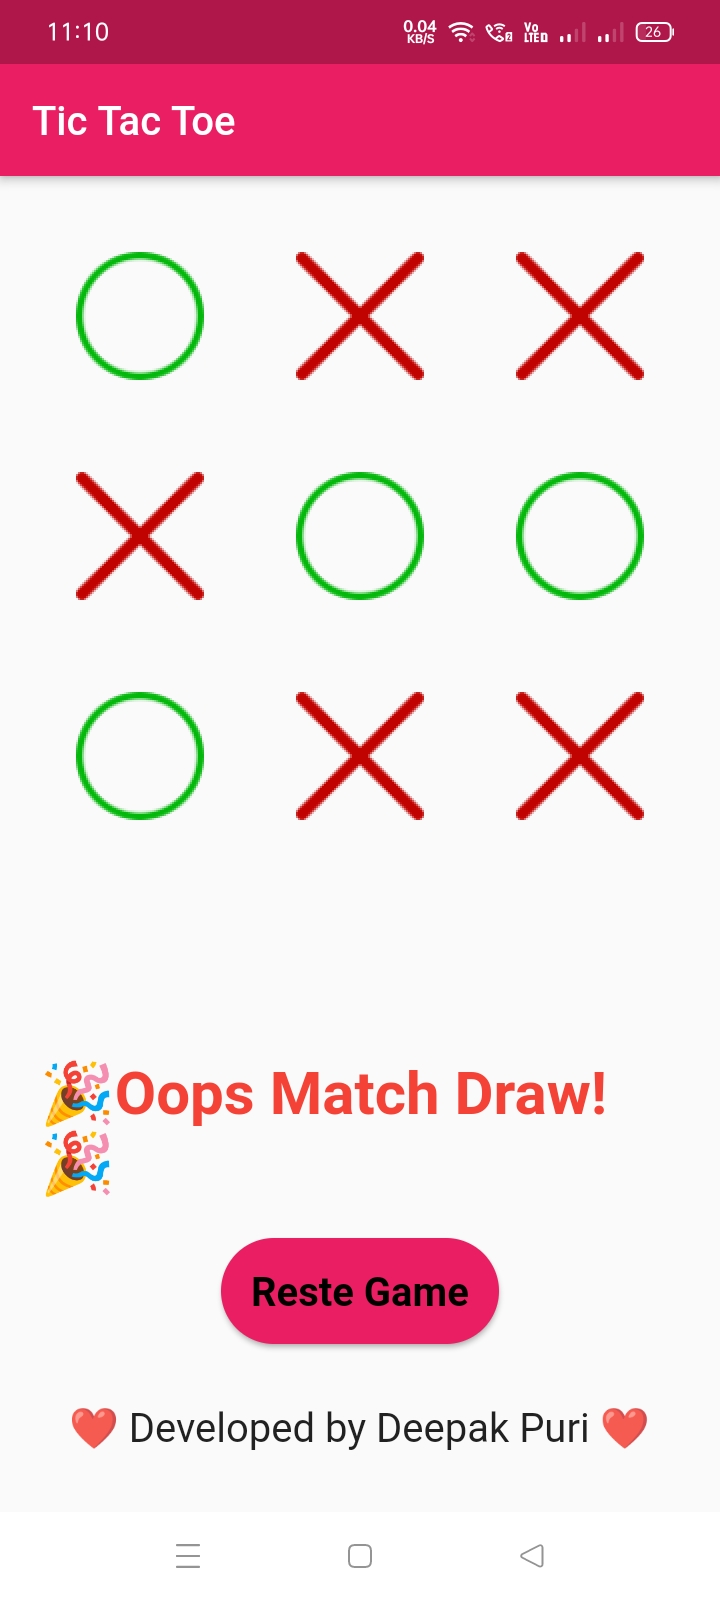 11:10
0.04
KB/S
Vo
LTE D
26
Tic Tac Toe
🎉Oops Match Draw!
🎉
Reste Game
❤️ Developed by Deepak Puri ❤️